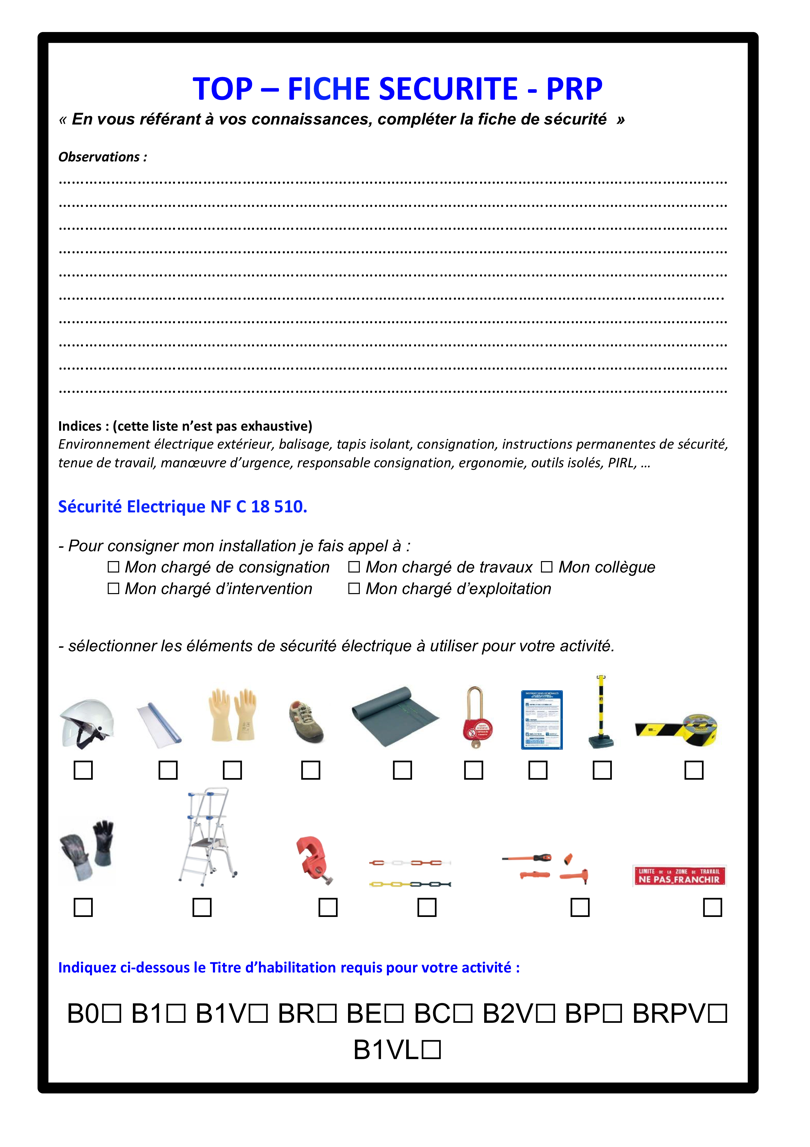 TOP – FICHE SECURITE - PRP
« En vous référant à vos connaissances, compléter la fiche de sécurité »
Observations :
……………………………………………………………………………………………………………………………………
……………………………………………………………………………………………………………………………………
……………………………………………………………………………………………………………………………………
……………………………………………………………………………………………………………………………………
……………………………………………………………………………………………………………………………………
…………………………………………………………………………………………………………………………………..
……………………………………………………………………………………………………………………………………
……………………………………………………………………………………………………………………………………
……………………………………………………………………………………………………………………………………
……………………………………………………………………………………………………………………………………
Indices : (cette liste n’est pas exhaustive)
Environnement électrique extérieur, balisage, tapis isolant, consignation, instructions permanentes de sécurité,
tenue de travail, manœuvre d’urgence, responsable consignation, ergonomie, outils isolés, PIRL, …
Sécurité Electrique NF C 18 510.
- Pour consigner mon installation je fais appel à :
☐ Mon chargé de consignation ☐ Mon chargé de travaux ☐ Mon collègue
☐ Mon chargé d’intervention ☐ Mon chargé d’exploitation
- sélectionner les éléments de sécurité électrique à utiliser pour votre activité.
☐ ☐ ☐ ☐ ☐ ☐ ☐ ☐ ☐
LIMITE DE LA ZONE DE TRAVAIL
NE PAS FRANCHIR
☐ ☐ ☐ ☐ ☐ ☐
Indiquez ci-dessous le Titre d’habilitation requis pour votre activité :
B0☐ B1☐ B1V☐ BR☐ BE☐ BC☐ B2V☐ BP☐ BRPV☐
B1VL☐